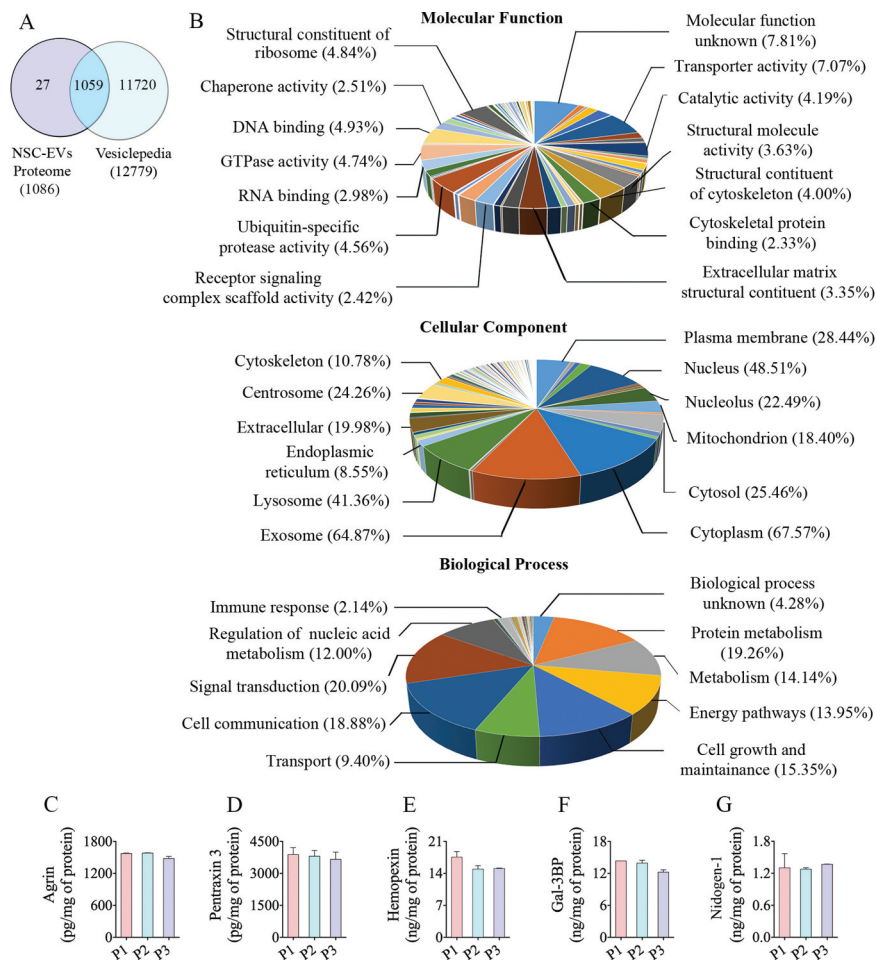 A
27
1059
11720
NSC-EVs
Proteome
(1086)
Vesiclepedia
(12779)
B
Molecular Function
Structural constituent of
ribosome (4.84%)
Chaperone activity (2.51%)
DNA binding (4.93%)
GTPase activity (4.74%)
RNA binding (2.98%)
Ubiquitin-specific
protease activity (4.56%)
Receptor signaling
complex scaffold activity (2.42%)
Molecular function
unknown (7.81%)
Transporter activity (7.07%)
Catalytic activity (4.19%)
Structural molecule
activity (3.63%)
Structural contituent
of cytoskeleton (4.00%)
Cytoskeletal protein
binding (2.33%)
Extracellular matrix
structural contituent (3.35%)
Cellular Component
Cytoskeleton (10.78%)
Centrosome (24.26%)
Extracellular (19.98%)
Endoplasmic
reticulum (8.55%)
Lysosome (41.36%)
Exosome (64.87%)
Plasma membrane (28.44%)
Nucleus (48.51%)
Nucleolus (22.49%)
Mitochondrion (18.40%)
Cytosol (25.46%)
Cytoplasm (67.57%)
Biological Process
Immune response (2.14%)
Regulation of nucleic acid
metabolism (12.00%)
Signal transduction (20.09%)
Cell communication (18.88%)
Transport (9.40%)
Biological process
unknown (4.28%)
Protein metabolism
(19.26%)
Metabolism (14.14%)
Energy pathways (13.95%)
Cell growth and
maintainance (15.35%)
C
Agrin
(pg/mg of protein)
1800
1200
600
0
P1
P2
P3
D
Pentraxin 3
(pg/mg of protein)
4500
3000
1500
0
P1
P2
P3
E
Hemopexin
(ng/mg of protein)
21
14
7
0
P1
P2
P3
F
Gal-3BP
(ng/mg of protein)
18
12
6
0
P1
P2
P3
G
Nidogen-1
(ng/mg of protein)
1.8
1.2
0.6
0
P1
P2
P3